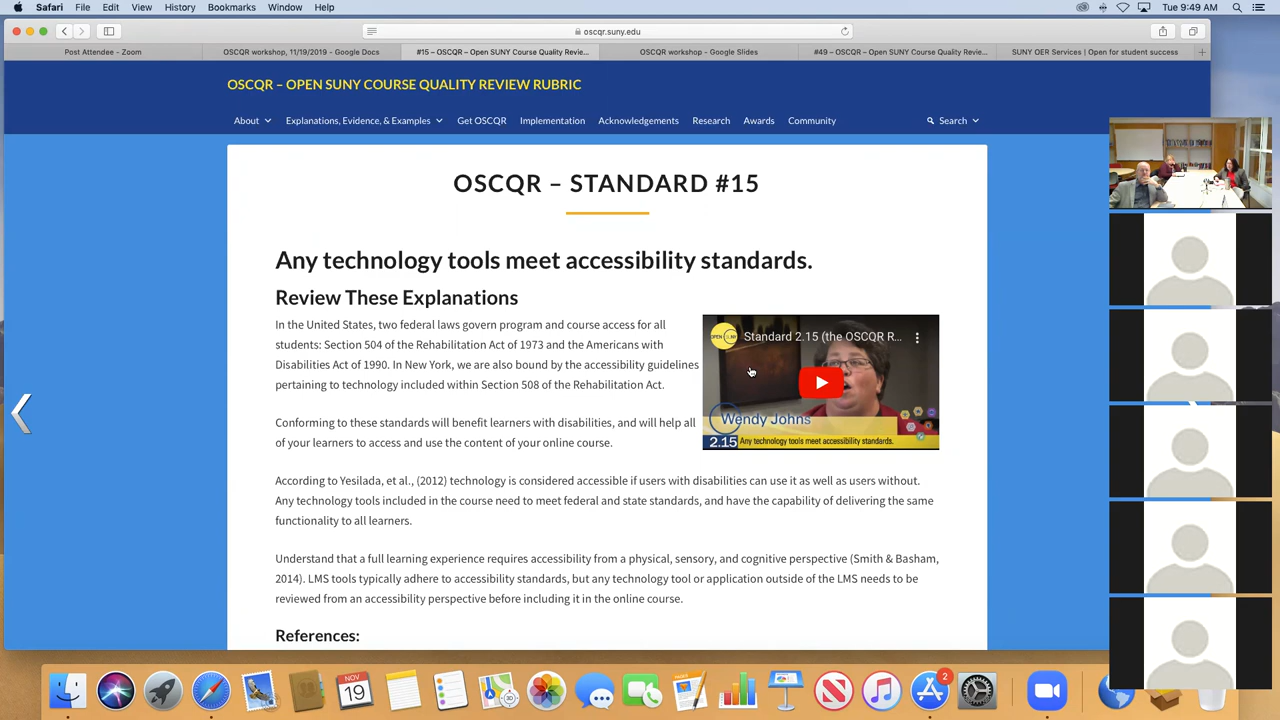 Safari File Edit View History Bookmarks Window Help Tue 9:49 AM
oscqr.suny.edu
Post Attendee - Zoom OSCQR workshop, 11/19/2019 - Google Docs #15 – OSCQR – Open SUNY Course Quality Revie... OSCQR workshop - Google Slides #49 – OSCQR – Open SUNY Course Quality Revie... SUNY OER Services | Open for student success
OSCQR – OPEN SUNY COURSE QUALITY REVIEW RUBRIC
About Explanations, Evidence, & Examples Get OSCQR Implementation Acknowledgements Research Awards Community Search
OSCQR – STANDARD #15
Any technology tools meet accessibility standards.
Review These Explanations
In the United States, two federal laws govern program and course access for all
students: Section 504 of the Rehabilitation Act of 1973 and the Americans with
Disabilities Act of 1990. In New York, we are also bound by the accessibility guidelines
pertaining to technology included within Section 508 of the Rehabilitation Act.
OPEN SUNY
Standard 2.15 (the OSCQR R...
Wendy Johns
2.15 Any technology tools meet accessibility standards.
Conforming to these standards will benefit learners with disabilities, and will help all
of your learners to access and use the content of your online course.
According to Yesilada, et al., (2012) technology is considered accessible if users with disabilities can use it as well as users without.
Any technology tools included in the course need to meet federal and state standards, and have the capability of delivering the same
functionality to all learners.
Understand that a full learning experience requires accessibility from a physical, sensory, and cognitive perspective (Smith & Basham,
2014). LMS tools typically adhere to accessibility standards, but any technology tool or application outside of the LMS needs to be
reviewed from an accessibility perspective before including it in the online course.
References:
NOV
19
2